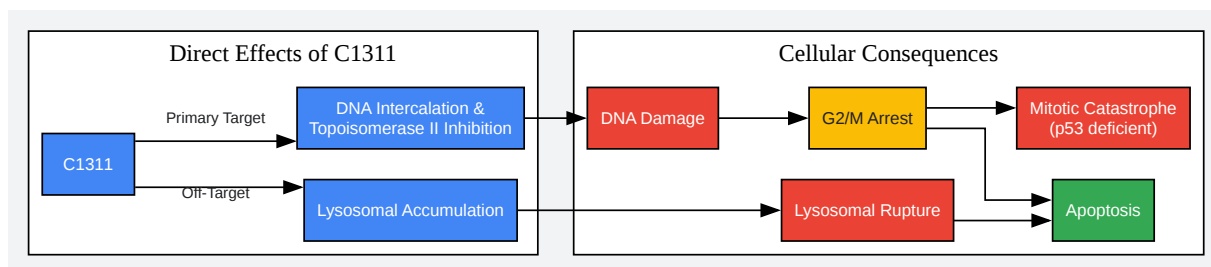 Direct Effects of C1311
Cellular Consequences
Primary Target
DNA Intercalation &
Topoisomerase II Inhibition
DNA Damage
G2/M Arrest
Mitotic Catastrophe
(p53 deficient)
C1311
Off-Target
Lysosomal Accumulation
Lysosomal Rupture
Apoptosis